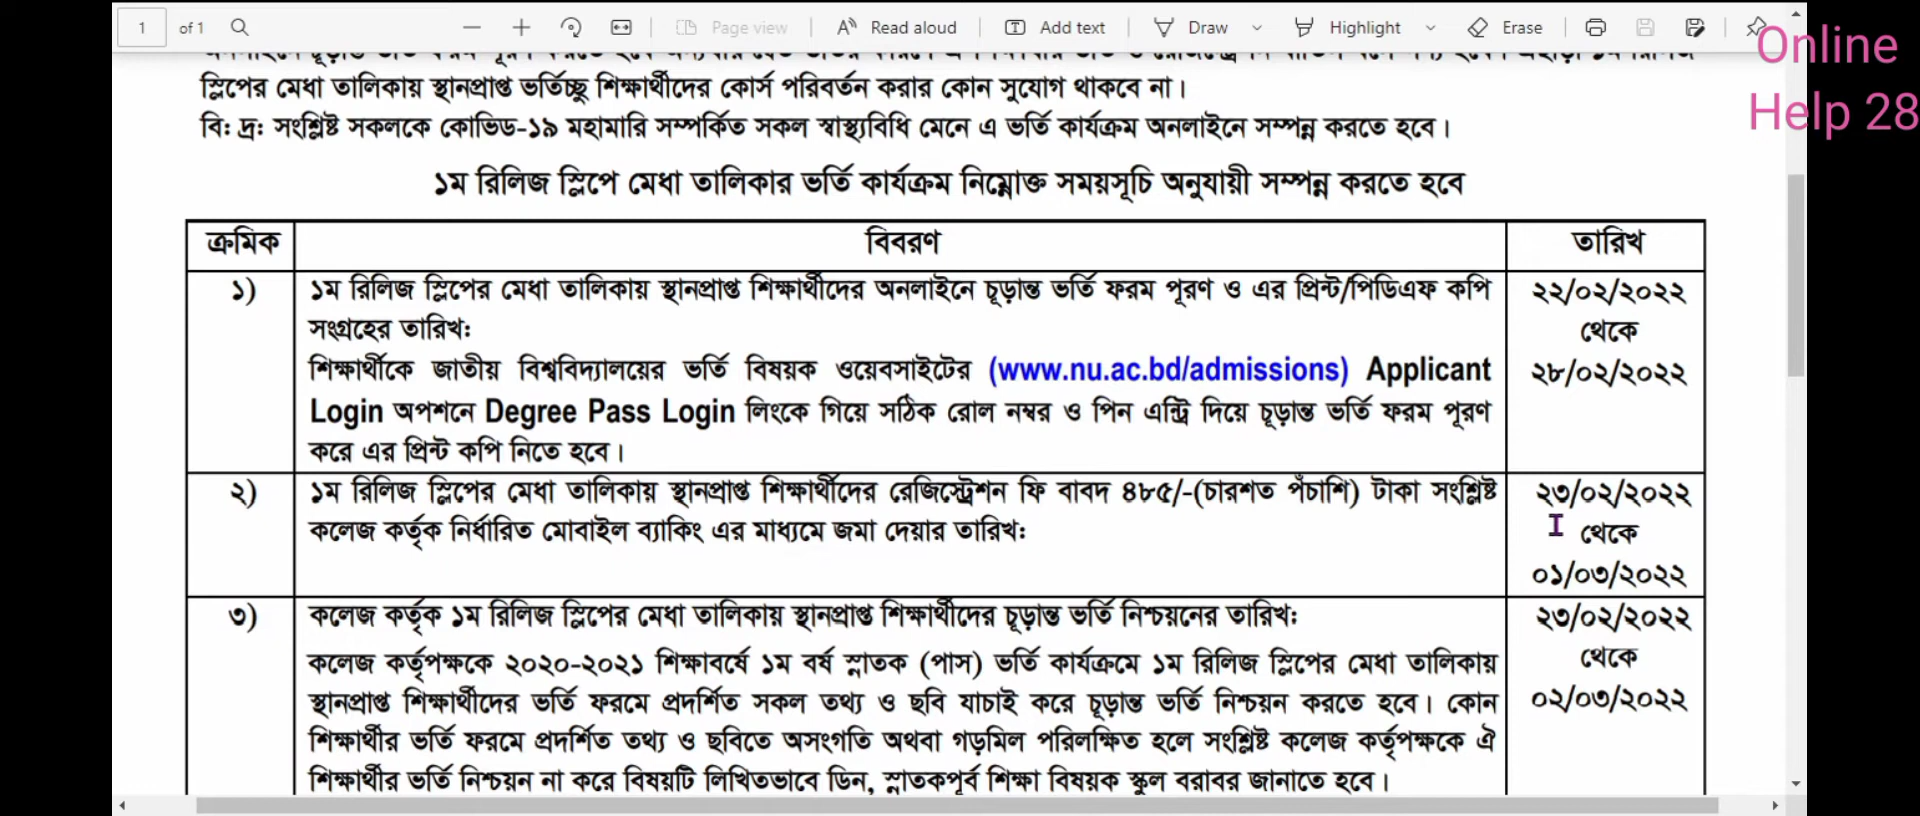 1 of 1 Page view Read aloud Add text Draw Highlight Erase
Online
Help 28
স্লিপের মেধা তালিকায় স্থানপ্রাপ্ত ভর্তিচ্ছু শিক্ষার্থীদের কোর্স পরিবর্তন করার কোন সুযোগ থাকবে না।
বি: দ্র: সংশ্লিষ্ট সকলকে কোভিড-১৯ মহামারি সম্পর্কিত সকল স্বাস্থ্যবিধি মেনে এ ভর্তি কার্যক্রম অনলাইনে সম্পন্ন করতে হবে।
১ম রিলিজ স্লিপে মেধা তালিকার ভর্তি কার্যক্রম নিম্নোক্ত সময়সূচি অনুযায়ী সম্পন্ন করতে হবে
ক্রমিক বিবরণ তারিখ
১) ১ম রিলিজ স্লিপের মেধা তালিকায় স্থানপ্রাপ্ত শিক্ষার্থীদের অনলাইনে চূড়ান্ত ভর্তি ফরম পূরণ ও এর প্রিন্ট/পিডিএফ কপি ২২/০২/২০২২
সংগ্রহের তারিখ: থেকে
শিক্ষার্থীকে জাতীয় বিশ্ববিদ্যালয়ের ভর্তি বিষয়ক ওয়েবসাইটের (www.nu.ac.bd/admissions) Applicant ২৮/০২/২০২২
Login অপশনে Degree Pass Login লিংকে গিয়ে সঠিক রোল নম্বর ও পিন এন্ট্রি দিয়ে চূড়ান্ত ভর্তি ফরম পূরণ
করে এর প্রিন্ট কপি নিতে হবে।
২) ১ম রিলিজ স্লিপের মেধা তালিকায় স্থানপ্রাপ্ত শিক্ষার্থীদের রেজিস্ট্রেশন ফি বাবদ ৪৮৫/-(চারশত পঁচাশি) টাকা সংশ্লিষ্ট ২৩/০২/২০২২
কলেজ কর্তৃক নির্ধারিত মোবাইল ব্যাকিং এর মাধ্যমে জমা দেয়ার তারিখ: থেকে
০১/০৩/২০২২
৩) কলেজ কর্তৃক ১ম রিলিজ স্লিপের মেধা তালিকায় স্থানপ্রাপ্ত শিক্ষার্থীদের চূড়ান্ত ভর্তি নিশ্চয়নের তারিখ: ২৩/০২/২০২২
কলেজ কর্তৃপক্ষকে ২০২০-২০২১ শিক্ষাবর্ষে ১ম বর্ষ স্নাতক (পাস) ভর্তি কার্যক্রমে ১ম রিলিজ স্লিপের মেধা তালিকায় থেকে
স্থানপ্রাপ্ত শিক্ষার্থীদের ভর্তি ফরমে প্রদর্শিত সকল তথ্য ও ছবি যাচাই করে চূড়ান্ত ভর্তি নিশ্চয়ন করতে হবে। কোন ০২/০৩/২০২২
শিক্ষার্থীর ভর্তি ফরমে প্রদর্শিত তথ্য ও ছবিতে অসংগতি অথবা গড়মিল পরিলক্ষিত হলে সংশ্লিষ্ট কলেজ কর্তৃপক্ষকে ঐ
শিক্ষার্থীর ভর্তি নিশ্চয়ন না করে বিষয়টি লিখিতভাবে ডিন, স্নাতকপূর্ব শিক্ষা বিষয়ক স্কুল বরাবর জানাতে হবে।